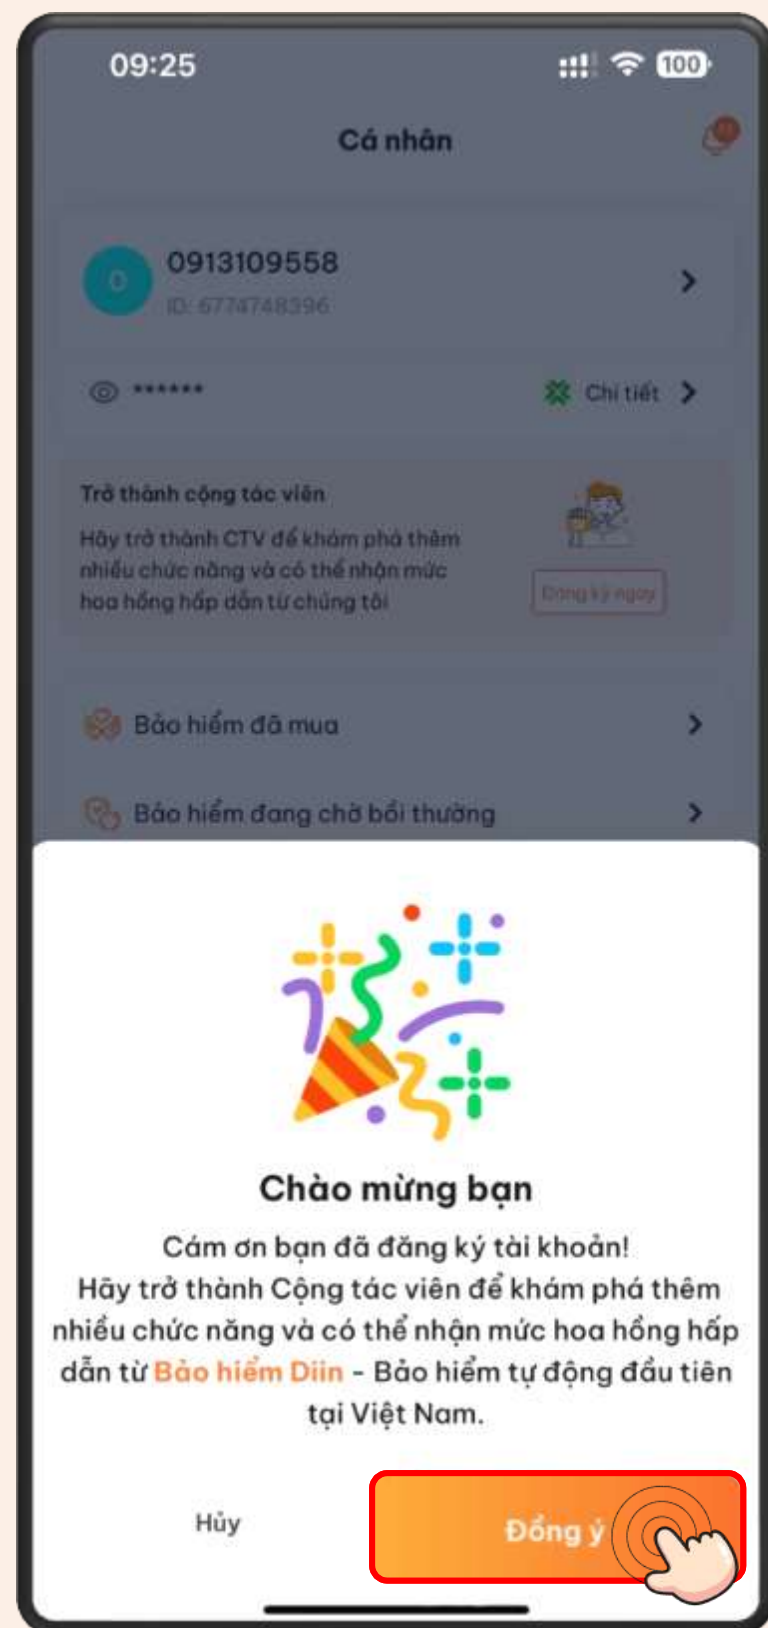 09:25
100
Cá nhân
0
0913109558
ID: 6774748396
******
Chi tiết
Trở thành cộng tác viên
Hãy trở thành CTV để khám phá thêm
nhiều chức năng và có thể nhận mức
hoa hồng hấp dẫn từ chúng tôi
Đăng ký ngay
Bảo hiểm đã mua
Bảo hiểm đang chờ bồi thường
Chào mừng bạn
Cám ơn bạn đã đăng ký tài khoản!
Hãy trở thành Cộng tác viên để khám phá thêm
nhiều chức năng và có thể nhận mức hoa hồng hấp
dẫn từ Bảo hiểm Diin - Bảo hiểm tự động đầu tiên
tại Việt Nam.
Hủy
Đồng ý